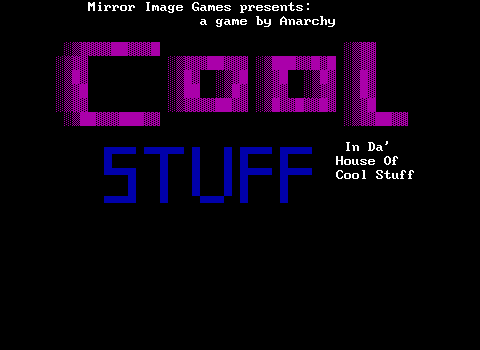 Mirror Image Games presents:
a game by Anarchy
Cool
STUFF
In Da'
House Of
Cool Stuff